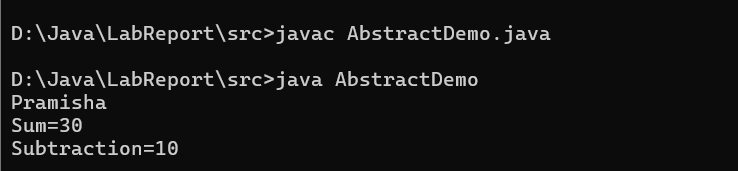 D:\Java\LabReport\src>javac AbstractDemo.java
D:\Java\LabReport\src>java AbstractDemo
Pramisha
Sum=30
Subtraction=10